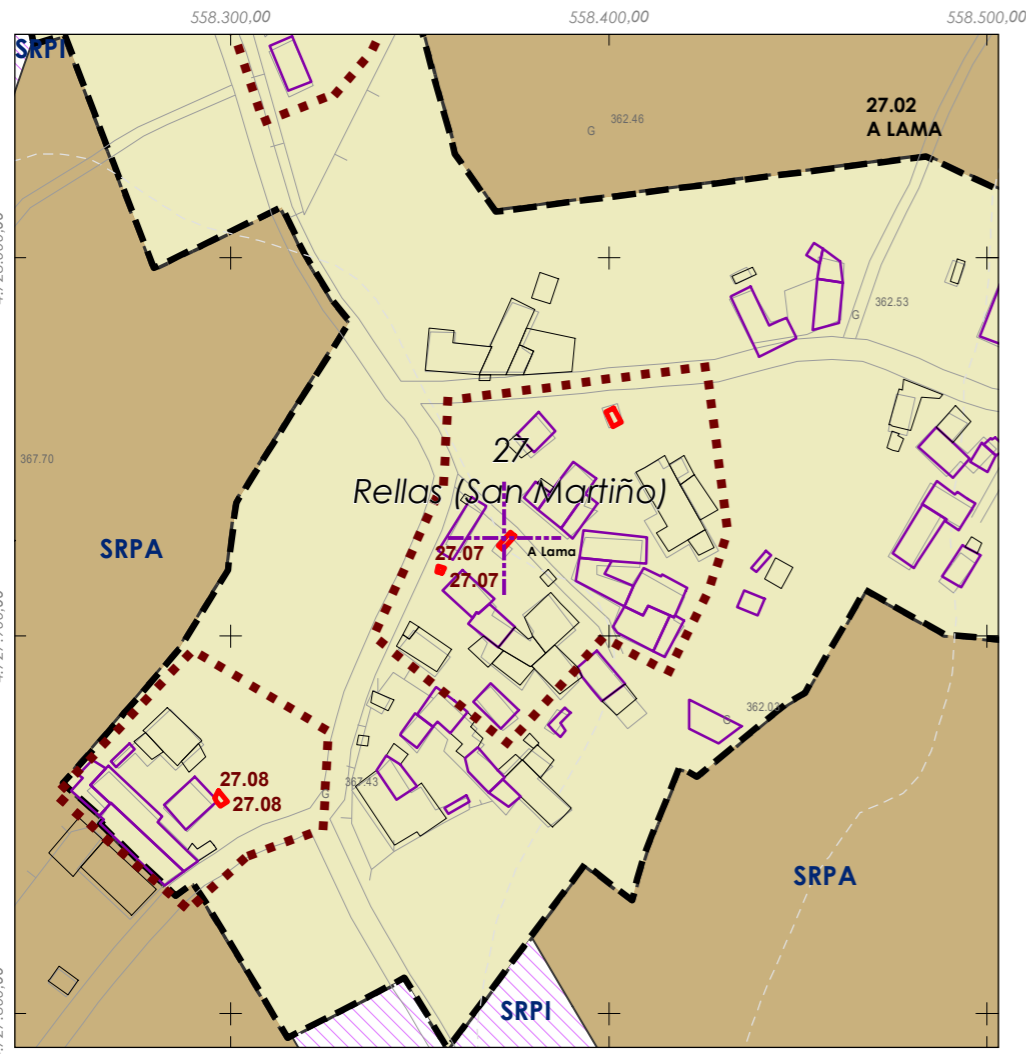 558.300,00
558.400,00
558.500,00
SRPI
27.02
A LAMA
G 362.46
G 362.53
367.70
27
Rellas (San Martiño)
SRPA
27.07
A Lama
27.07
G 362.03
27.08
G 367.43
27.08
SRPA
SRPI